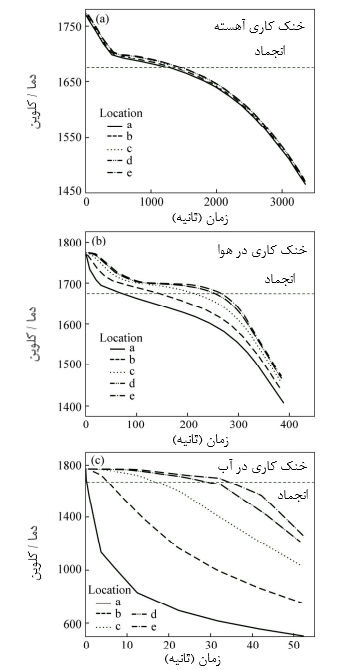 (a)
خنک کاری آهسته
انجماد
1750
1650
1550
1450
دما / کلوین
Location
a
b
c
d
e
0
1000
2000
3000
زمان (ثانیه)
(b)
خنک کاری در هوا
انجماد
1800
1700
1600
1500
1400
دما / کلوین
Location
a
b
c
d
e
0
100
200
300
400
زمان (ثانیه)
(c)
خنک کاری در آب
انجماد
1800
1400
1000
600
دما / کلوین
Location
a
b d
c e
0
10
20
30
40
50
زمان (ثانیه)